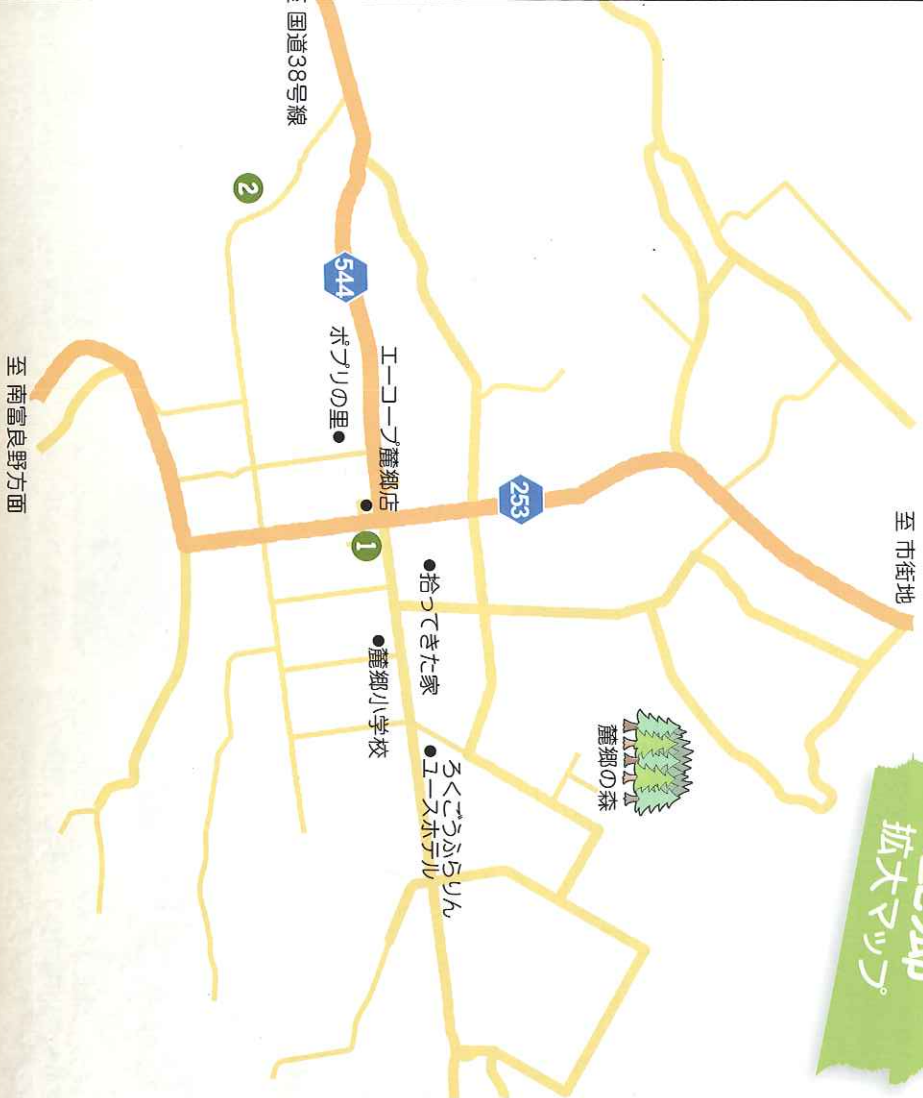 拡大マップ
至 市街地
麓郷の森
253
拾ってきた家
ろくごうふらりん
ユースホテル
エーコープ麓郷店
麓郷小学校
1
544
ポプリの里
2
国道38号線
至 南富良野方面